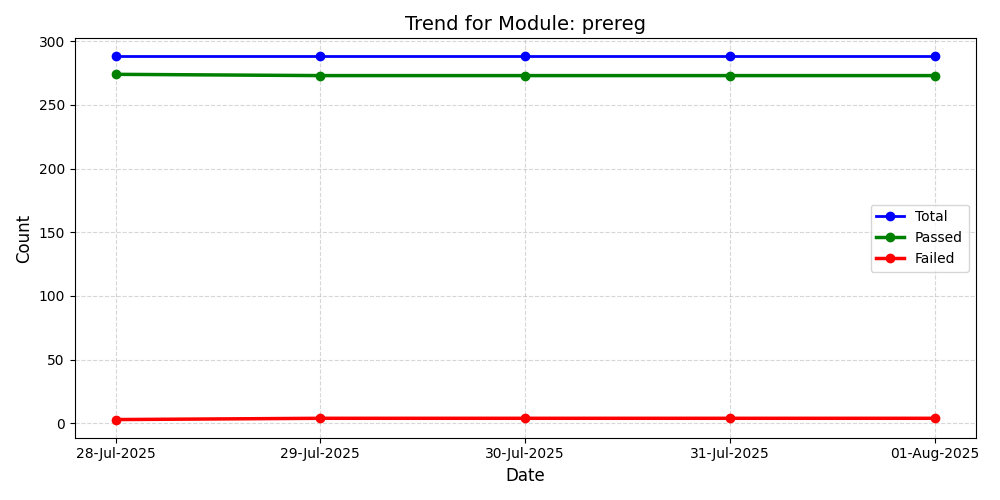 Trend for Module: prereg
300
250
200
150
100
50
0
Count
Total
Passed
Failed
28-Jul-2025
29-Jul-2025
30-Jul-2025
31-Jul-2025
01-Aug-2025
Date